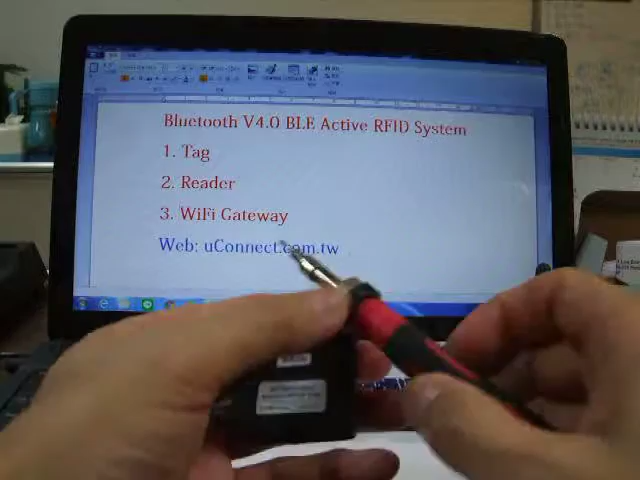 Bluetooth V4.0 BLE Active RFID System
1. Tag
2. Reader
3. WiFi Gateway
Web: uConnect.com.tw